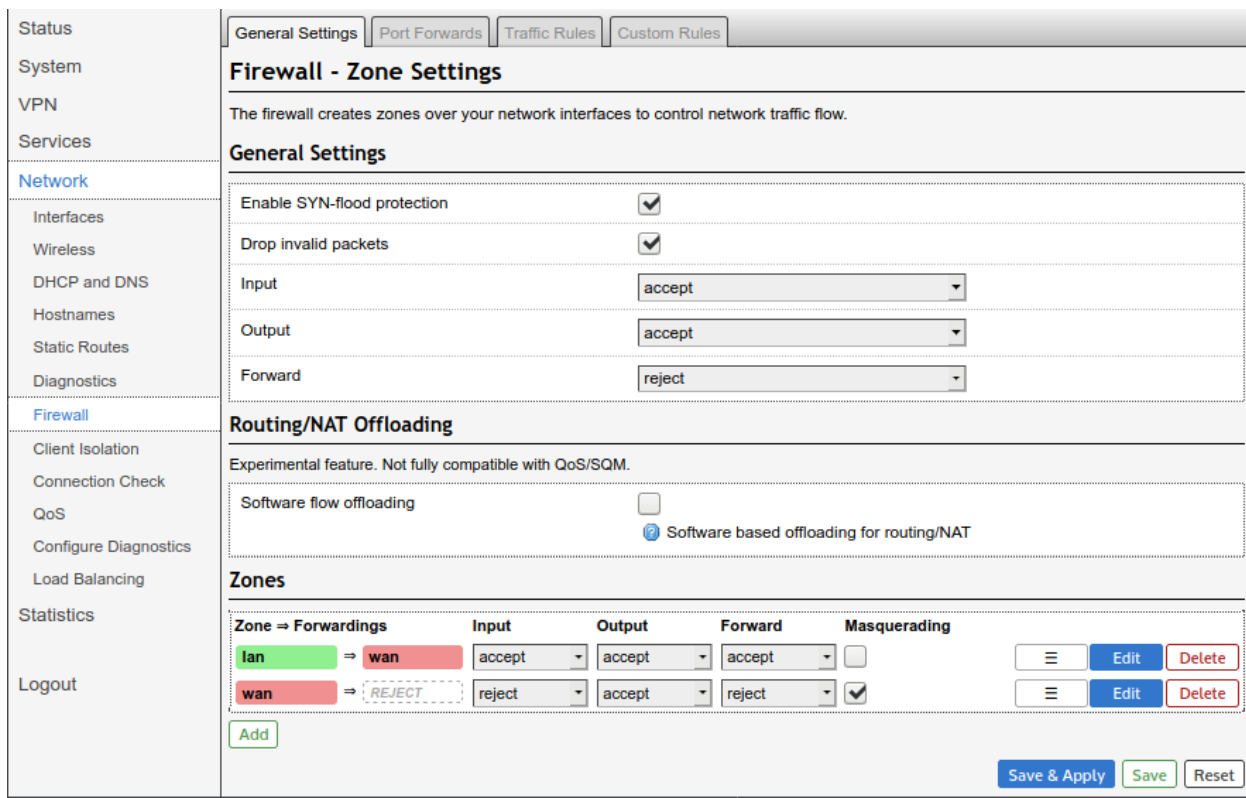 Status
System
VPN
Services
Network
Interfaces
Wireless
DHCP and DNS
Hostnames
Static Routes
Diagnostics
Firewall
Client Isolation
Connection Check
QoS
Configure Diagnostics
Load Balancing
Statistics
Logout
General Settings Port Forwards Traffic Rules Custom Rules
Firewall - Zone Settings
The firewall creates zones over your network interfaces to control network traffic flow.
General Settings
Enable SYN-flood protection
Drop invalid packets
Input accept
Output accept
Forward reject
Routing/NAT Offloading
Experimental feature. Not fully compatible with QoS/SQM.
Software flow offloading
Software based offloading for routing/NAT
Zones
Zone ⇒ Forwardings Input Output Forward Masquerading
lan ⇒ wan accept accept accept Edit Delete
wan ⇒ REJECT reject accept reject Edit Delete
Add
Save & Apply Save Reset